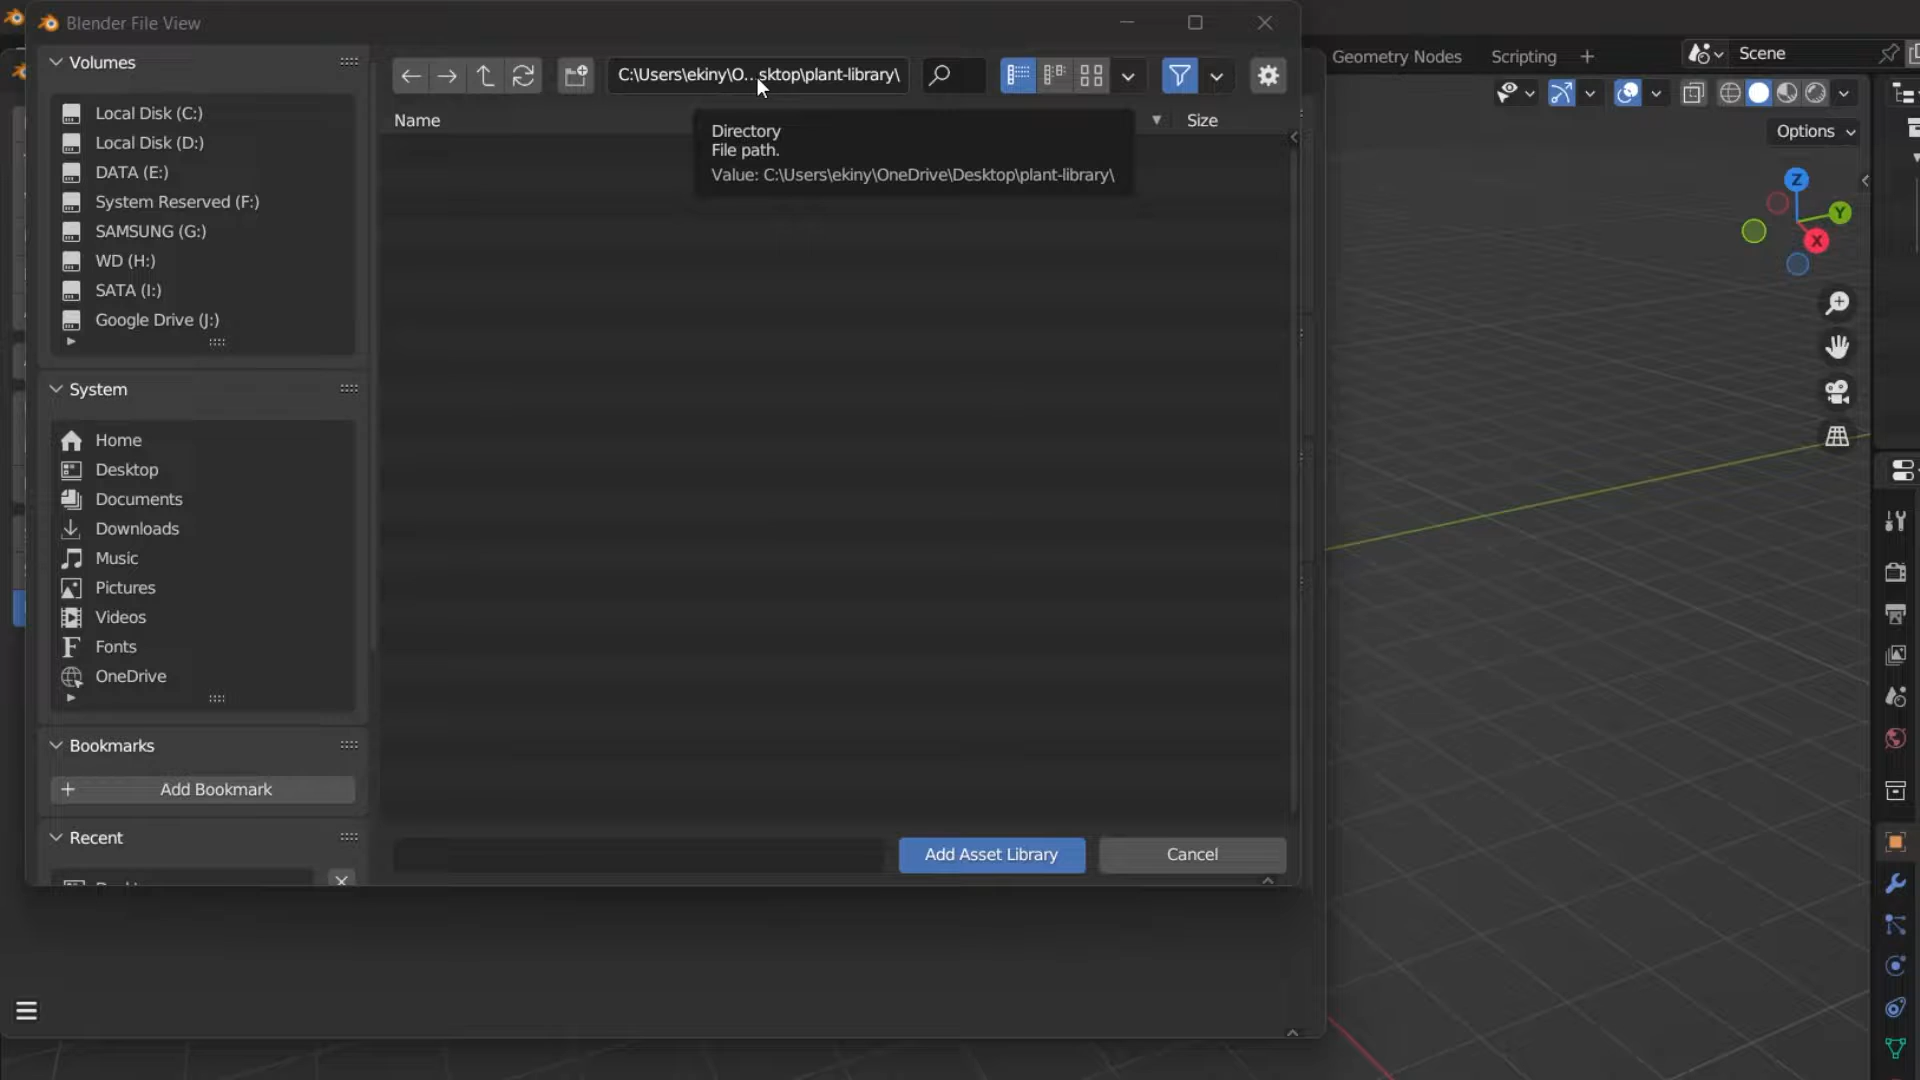 Blender File View
Volumes
Local Disk (C:)
Local Disk (D:)
DATA (E:)
System Reserved (F:)
SAMSUNG (G:)
WD (H:)
SATA (I:)
Google Drive (J:)
System
Home
Desktop
Documents
Downloads
Music
Pictures
Videos
Fonts
OneDrive
Bookmarks
Add Bookmark
Recent
C:\Users\ekiny\O...sktop\plant-library\
Name
Size
Directory
File path.
Value: C:\Users\ekiny\OneDrive\Desktop\plant-library\
Add Asset Library
Cancel
Geometry Nodes
Scripting
Scene
Options
Z
Y
X